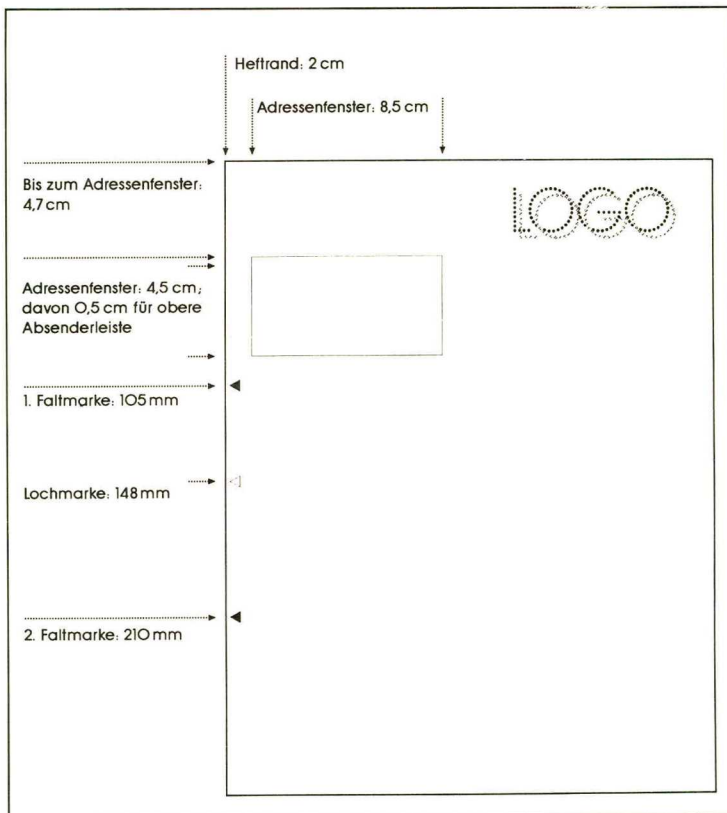 Heftrand: 2 cm
Adressenfenster: 8,5 cm
Bis zum Adressenfenster:
4,7 cm
LOGO
Adressenfenster: 4,5 cm;
davon 0,5 cm für obere
Absenderleiste
1. Faltmarke: 105 mm
Lochmarke: 148 mm
2. Faltmarke: 210 mm